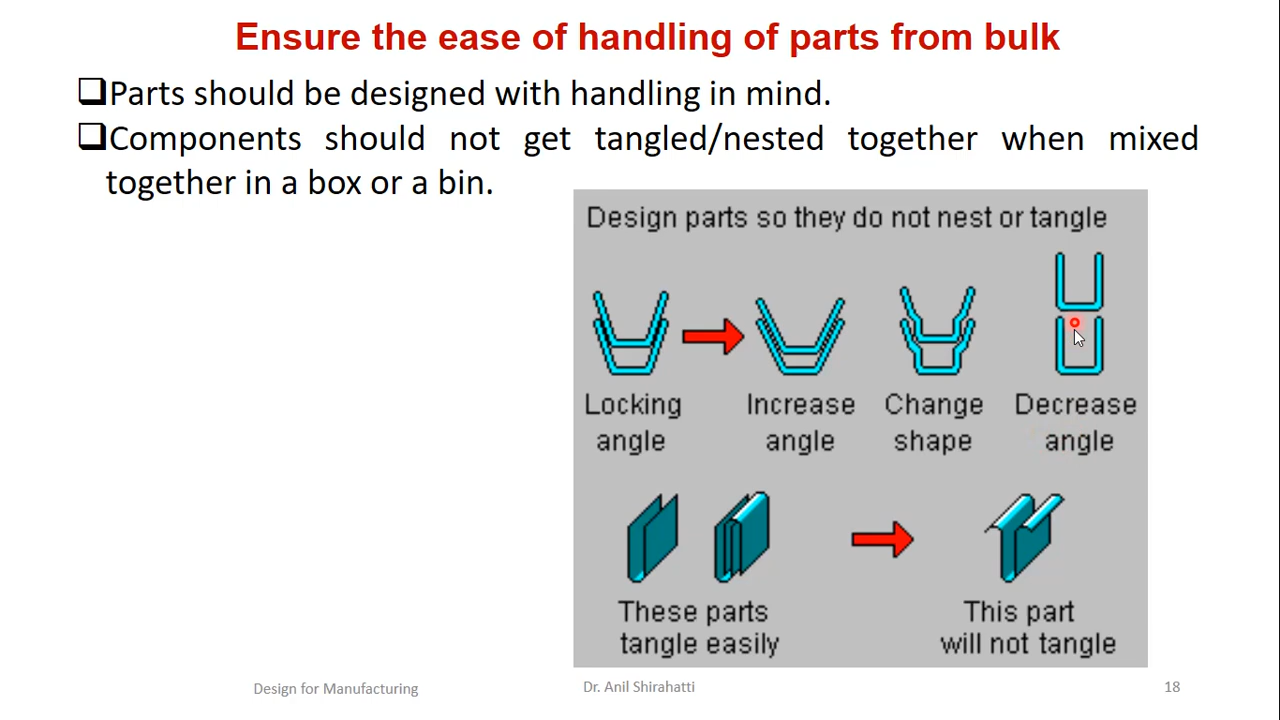 Ensure the ease of handling of parts from bulk
❑Parts should be designed with handling in mind.
❑Components should not get tangled/nested together when mixed
together in a box or a bin.
Design parts so they do not nest or tangle
Locking angle
Increase angle
Change shape
Decrease angle
These parts
tangle easily
This part
will not tangle
Design for Manufacturing
Dr. Anil Shirahatti
18